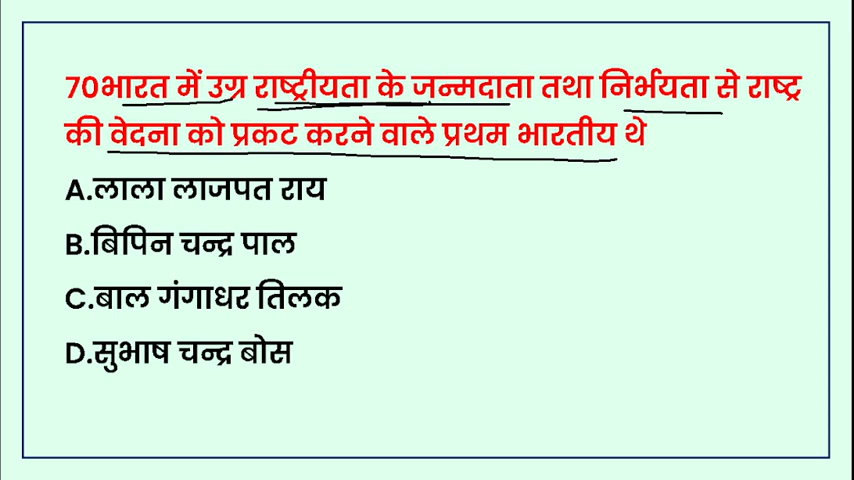 70भारत में उग्र राष्ट्रीयता के जन्मदाता तथा निर्भयता से राष्ट्र
की वेदना को प्रकट करने वाले प्रथम भारतीय थे
A.लाला लाजपत राय
B.बिपिन चन्द्र पाल
C.बाल गंगाधर तिलक
D.सुभाष चन्द्र बोस